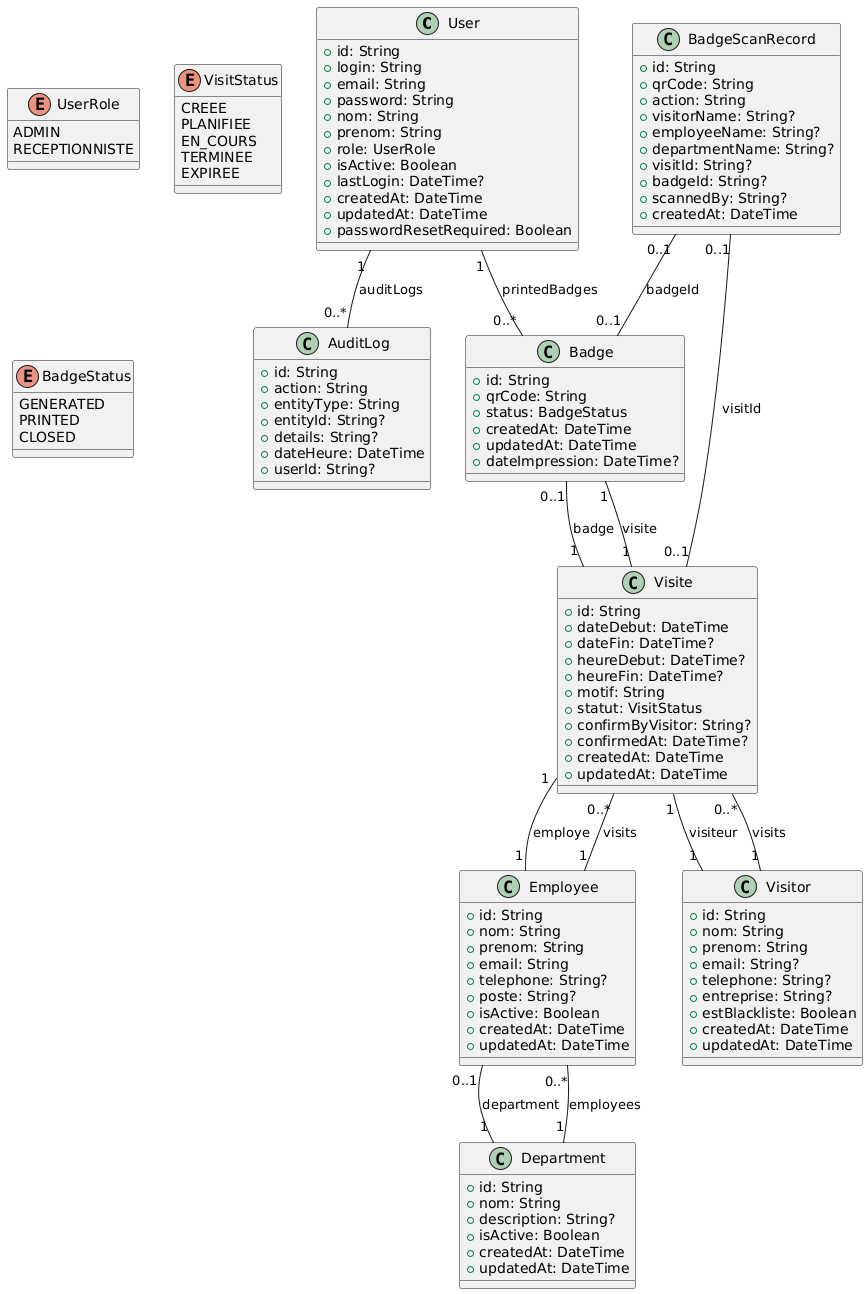 User
+ id: String
+ login: String
+ email: String
+ password: String
+ nom: String
+ prenom: String
+ role: UserRole
+ isActive: Boolean
+ lastLogin: DateTime?
+ createdAt: DateTime
+ updatedAt: DateTime
+ passwordResetRequired: Boolean
BadgeScanRecord
+ id: String
+ qrCode: String
+ action: String
+ visitorName: String?
+ employeeName: String?
+ departmentName: String?
+ visitId: String?
+ badgeId: String?
+ scannedBy: String?
+ createdAt: DateTime
UserRole
ADMIN
RECEPTIONNISTE
VisitStatus
CREEE
PLANIFIEE
EN_COURS
TERMINEE
EXPIREE
1
auditLogs
0..*
1
printedBadges
0..*
0..1
badgeId
0..1
0..1
visitId
0..1
BadgeStatus
GENERATED
PRINTED
CLOSED
AuditLog
+ id: String
+ action: String
+ entityType: String
+ entityId: String?
+ details: String?
+ dateHeure: DateTime
+ userId: String?
Badge
+ id: String
+ qrCode: String
+ status: BadgeStatus
+ createdAt: DateTime
+ updatedAt: DateTime
+ dateImpression: DateTime?
0..1
badge
1
1
visite
1
Visite
+ id: String
+ dateDebut: DateTime
+ dateFin: DateTime?
+ heureDebut: DateTime?
+ heureFin: DateTime?
+ motif: String
+ statut: VisitStatus
+ confirmByVisitor: String?
+ confirmedAt: DateTime?
+ createdAt: DateTime
+ updatedAt: DateTime
1
employe
1
0..*
visits
1
1
visiteur
1
0..*
visits
1
Employee
+ id: String
+ nom: String
+ prenom: String
+ email: String
+ telephone: String?
+ poste: String?
+ isActive: Boolean
+ createdAt: DateTime
+ updatedAt: DateTime
Visitor
+ id: String
+ nom: String
+ prenom: String
+ email: String?
+ telephone: String?
+ entreprise: String?
+ estBlackliste: Boolean
+ createdAt: DateTime
+ updatedAt: DateTime
0..1
department
1
0..*
employees
1
Department
+ id: String
+ nom: String
+ description: String?
+ isActive: Boolean
+ createdAt: DateTime
+ updatedAt: DateTime